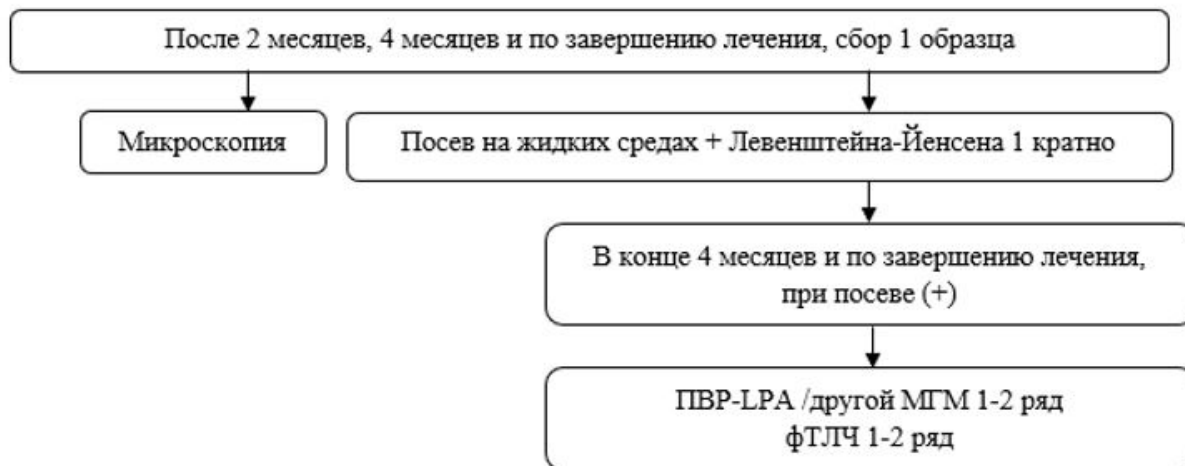 После 2 месяцев, 4 месяцев и по завершению лечения, сбор 1 образца
Микроскопия
Посев на жидких средах + Левенштейна-Йенсена 1 кратно
В конце 4 месяцев и по завершению лечения,
при посеве (+)
ПВР-LPA /другой МГМ 1-2 ряд
фТЛЧ 1-2 ряд